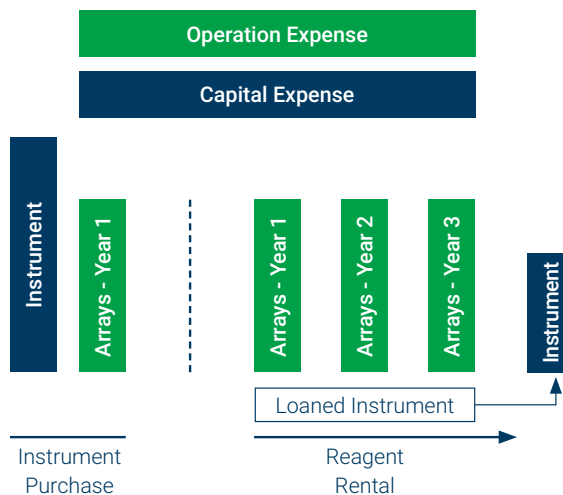 Operation Expense
Capital Expense
Instrument
Arrays - Year 1
Arrays - Year 1
Arrays - Year 2
Arrays - Year 3
Instrument
Loaned Instrument
Instrument
Purchase
Reagent
Rental